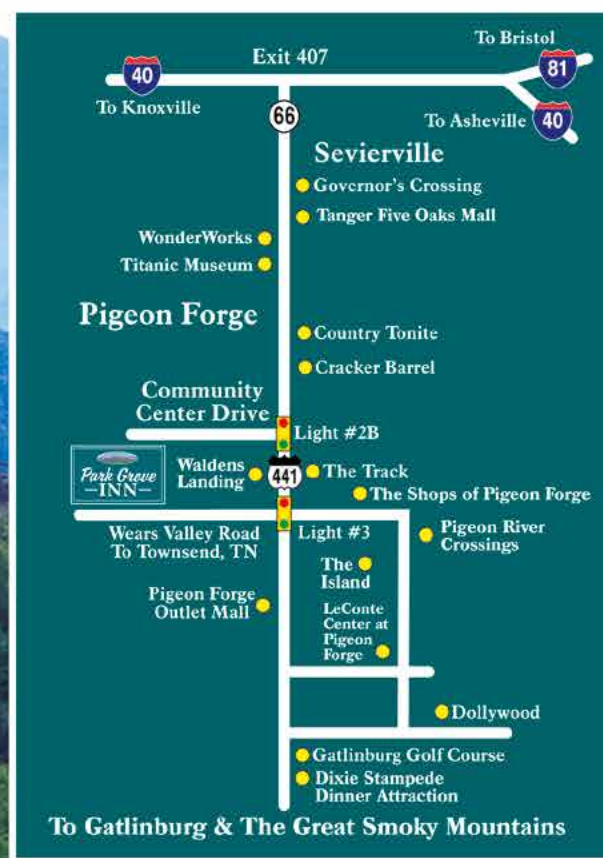 To Bristol
Exit 407
40
81
To Knoxville
66
To Asheville
40
Sevierville
Governor's Crossing
Tanger Five Oaks Mall
WonderWorks
Titanic Museum
Pigeon Forge
Country Tonite
Cracker Barrel
Community
Center Drive
Light #2B
Park Grove
INN
Waldens
Landing
441
The Track
The Shops of Pigeon Forge
Wears Valley Road
To Townsend, TN
Light #3
Pigeon River
Crossings
The
Island
Pigeon Forge
Outlet Mall
LeConte
Center at
Pigeon
Forge
Dollywood
Gatlinburg Golf Course
Dixie Stampede
Dinner Attraction
To Gatlinburg & The Great Smoky Mountains